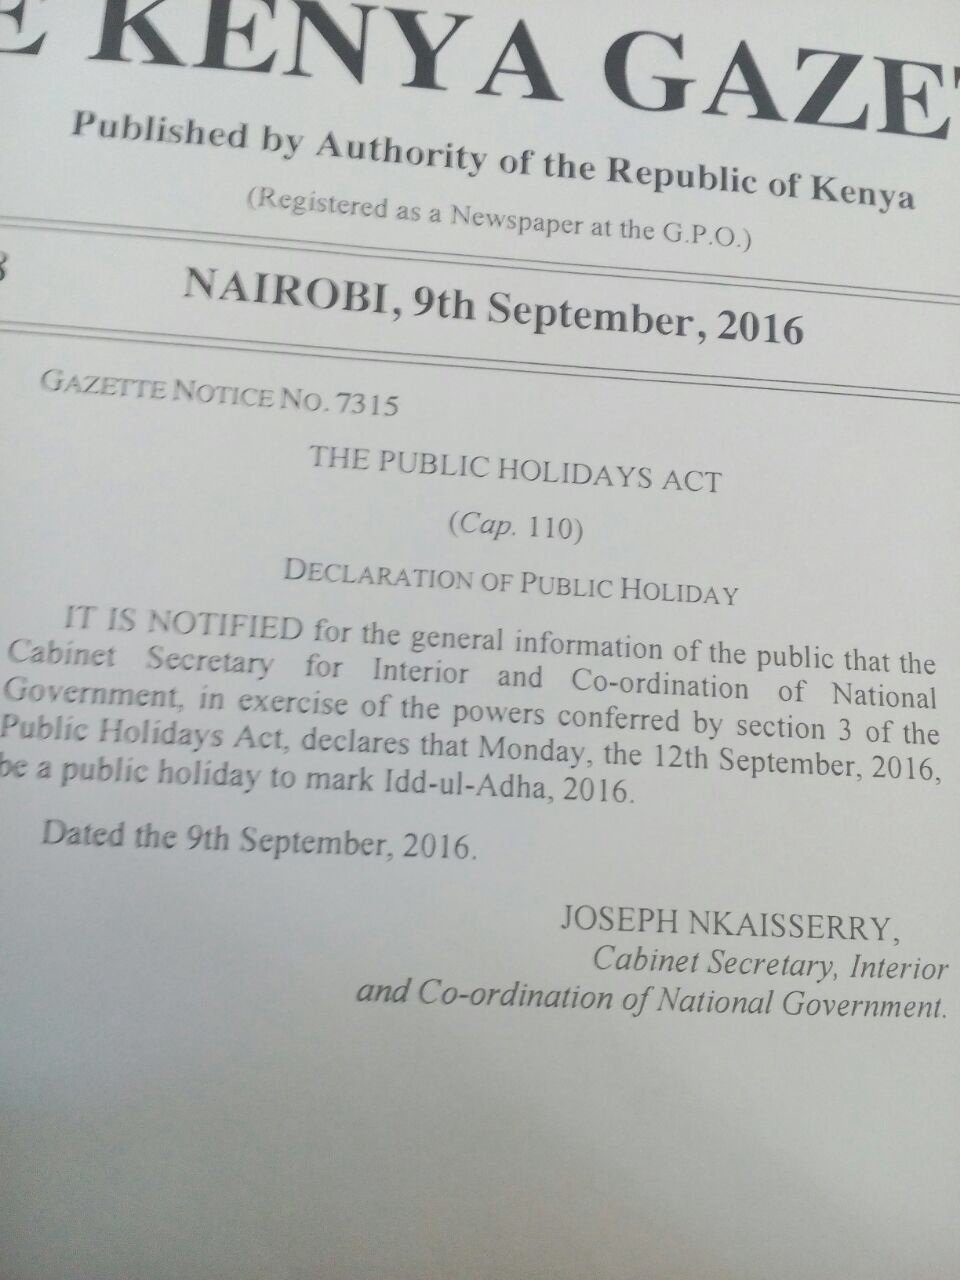 E KENYA GAZE
Published by Authority of the Republic of Kenya
(Registered as a Newspaper at the G.P.O.)
NAIROBI, 9th September, 2016
GAZETTE NOTICE NO. 7315
THE PUBLIC HOLIDAYS ACT
(Cap. 110)
DECLARATION OF PUBLIC HOLIDAY
IT IS NOTIFIED for the general information of the public that the
Cabinet Secretary for Interior and Co-ordination of National
Government, in exercise of the powers conferred by section 3 of the
Public Holidays Act, declares that Monday, the 12th September, 2016,
be a public holiday to mark Idd-ul-Adha, 2016.
Dated the 9th September, 2016.
JOSEPH NKAISSERRY,
Cabinet Secretary, Interior
and Co-ordination of National Government.